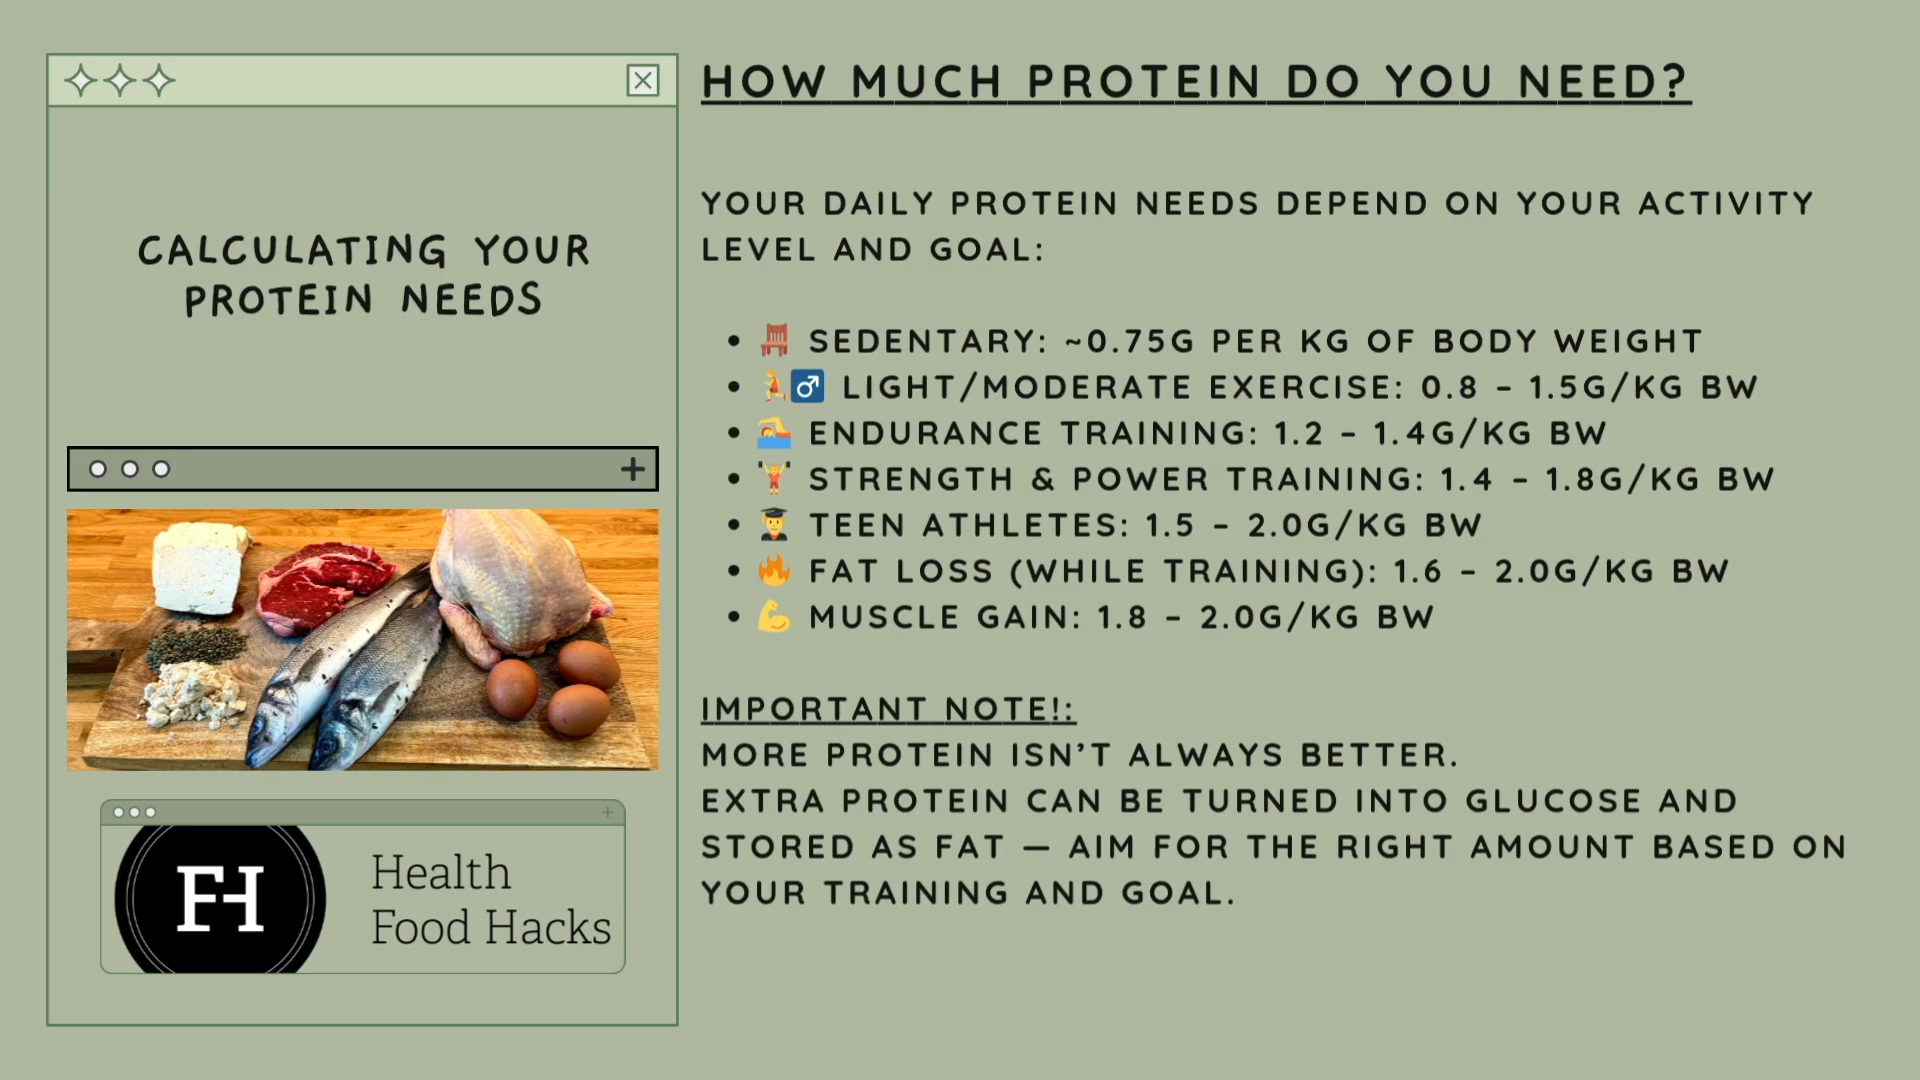 CALCULATING YOUR
PROTEIN NEEDS
FH
Health
Food Hacks
HOW MUCH PROTEIN DO YOU NEED?
YOUR DAILY PROTEIN NEEDS DEPEND ON YOUR ACTIVITY
LEVEL AND GOAL:
• 🪑 SEDENTARY: ~0.75G PER KG OF BODY WEIGHT
• 🏃♂ LIGHT/MODERATE EXERCISE: 0.8 – 1.5G/KG BW
• 🏊 ENDURANCE TRAINING: 1.2 – 1.4G/KG BW
• 🏋 STRENGTH & POWER TRAINING: 1.4 – 1.8G/KG BW
• 🧑‍🎓 TEEN ATHLETES: 1.5 – 2.0G/KG BW
• 🔥 FAT LOSS (WHILE TRAINING): 1.6 – 2.0G/KG BW
• 💪 MUSCLE GAIN: 1.8 – 2.0G/KG BW
IMPORTANT NOTE!:
MORE PROTEIN ISN’T ALWAYS BETTER.
EXTRA PROTEIN CAN BE TURNED INTO GLUCOSE AND
STORED AS FAT — AIM FOR THE RIGHT AMOUNT BASED ON
YOUR TRAINING AND GOAL.